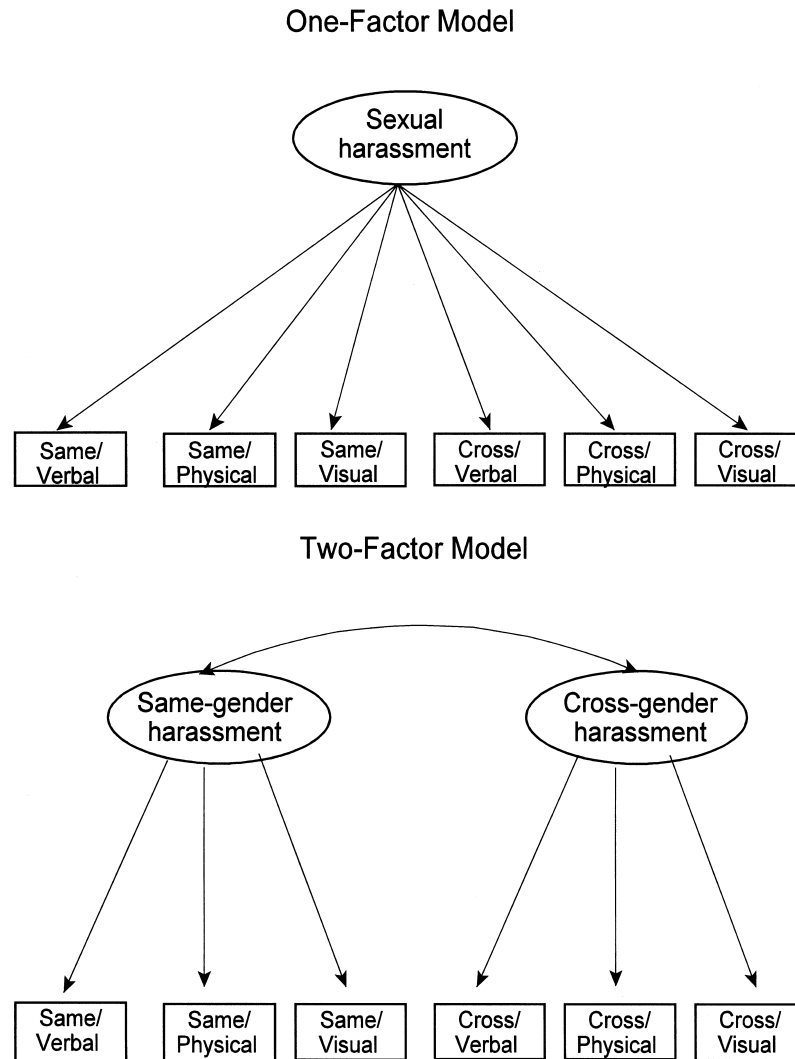 One-Factor Model
Sexual
harassment
Same/
Verbal
Same/
Physical
Same/
Visual
Cross/
Verbal
Cross/
Physical
Cross/
Visual
Two-Factor Model
Same-gender
harassment
Cross-gender
harassment
Same/
Verbal
Same/
Physical
Same/
Visual
Cross/
Verbal
Cross/
Physical
Cross/
Visual